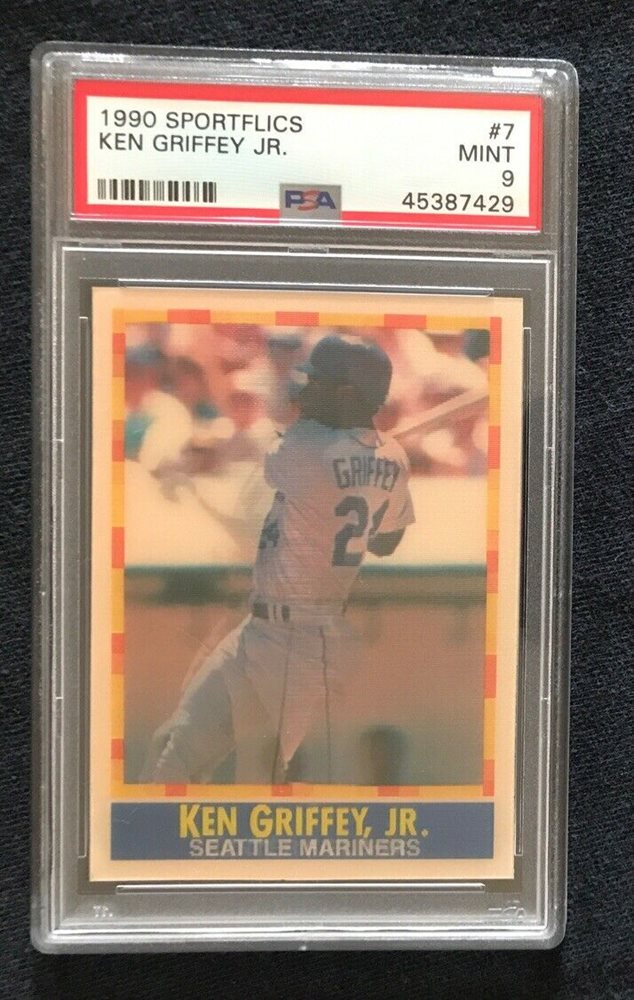 1990 SPORTFLICS #7
KEN GRIFFEY JR. MINT
9
PSA 45387429
GRIFFEY
24
KEN GRIFFEY, JR.
SEATTLE MARINERS